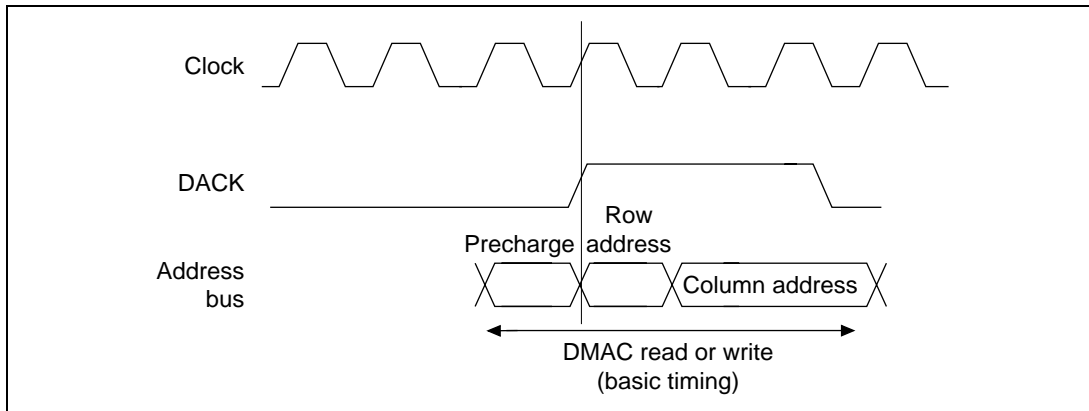 Clock
DACK
Row
Precharge address
Address
bus
Column address
DMAC read or write
(basic timing)